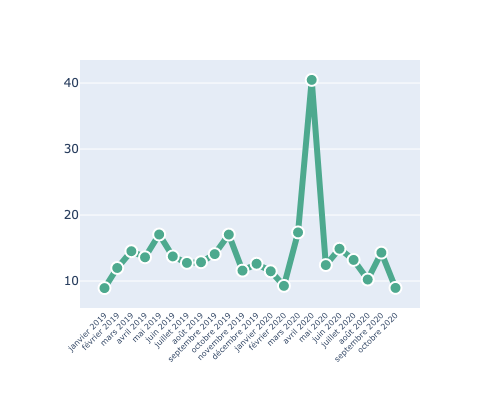 40
30
20
10
janvier 2019
février 2019
mars 2019
avril 2019
mai 2019
juin 2019
juillet 2019
août 2019
septembre 2019
octobre 2019
novembre 2019
décembre 2019
janvier 2020
février 2020
mars 2020
avril 2020
mai 2020
juin 2020
juillet 2020
août 2020
septembre 2020
octobre 2020